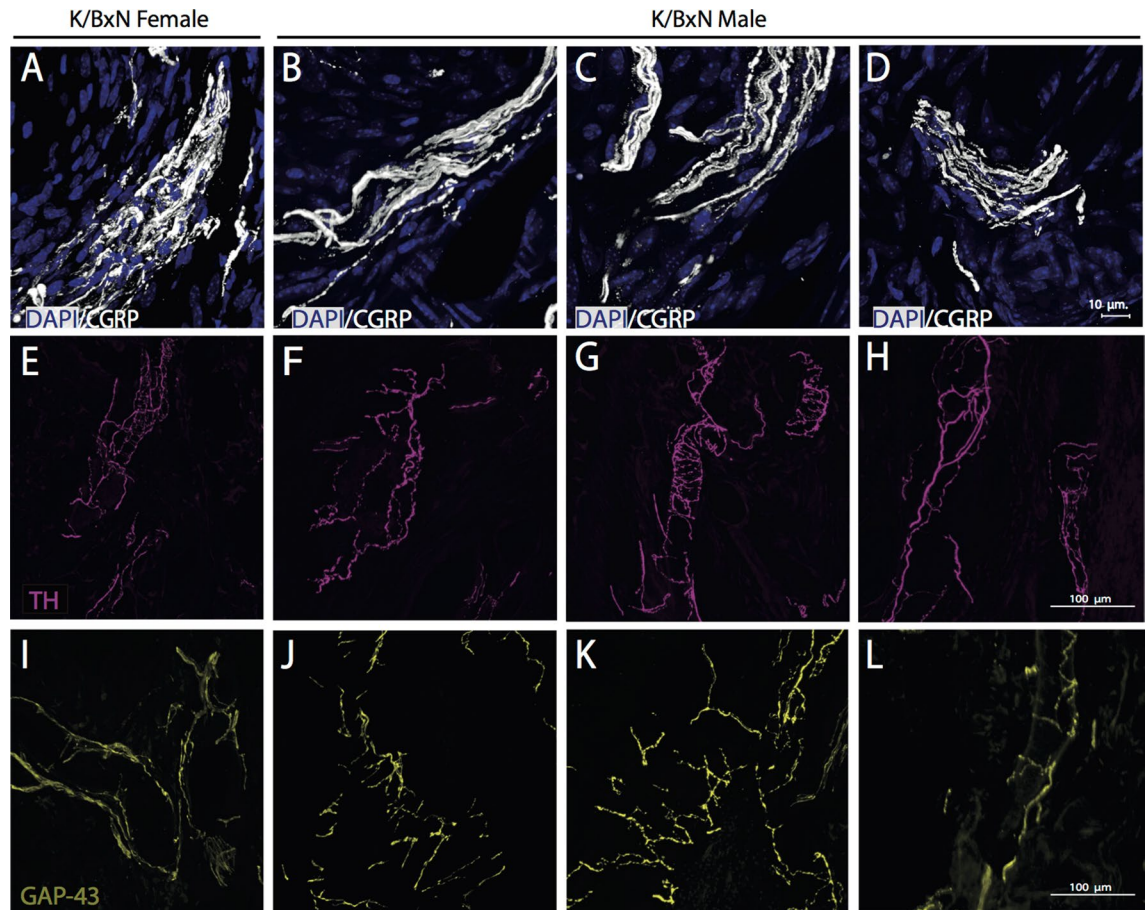 K/BxN Female K/BxN Male
A B C D
DAPI/CGRP DAPI/CGRP DAPI/CGRP DAPI/CGRP
10 µm.
E F G H
TH
100 µm
I J K L
GAP-43
100 µm